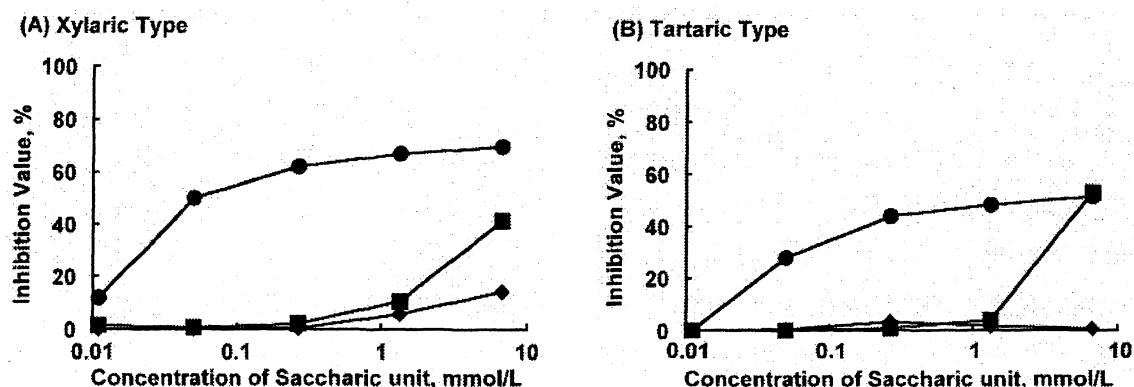 (A) Xylaric Type
100
80
60
40
20
0
Inhibition Value, %
0.01 0.1 1 10
Concentration of Saccharic unit, mmol/L
(B) Tartaric Type
100
80
60
40
20
0
Inhibition Value, %
0.01 0.1 1 10
Concentration of Saccharic unit, mmol/L